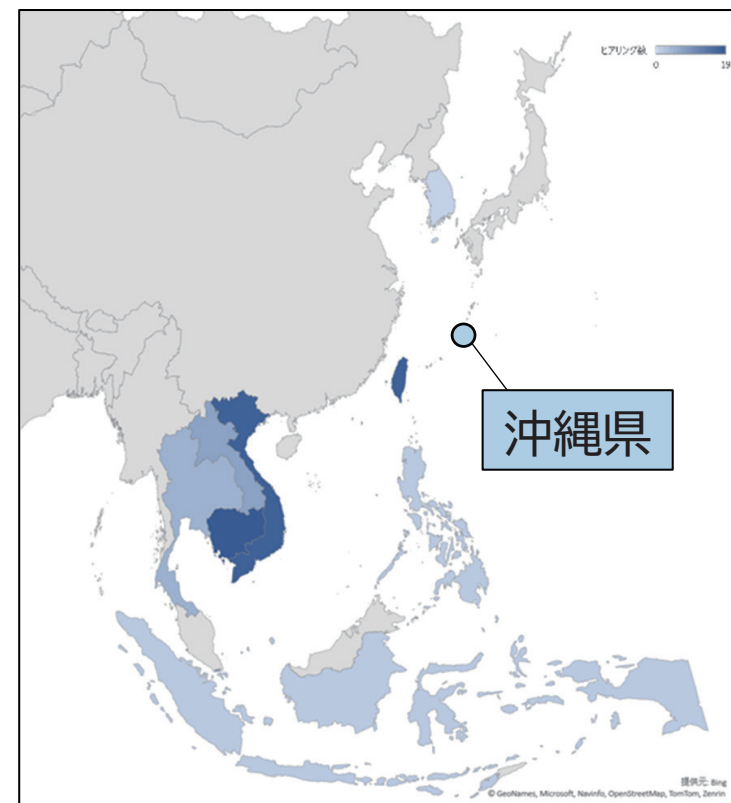 ヒアリング数
0
19
沖縄県
提供元: Bing
© GeoNames, Microsoft, Navinfo, OpenStreetMap, TomTom, Zenrin